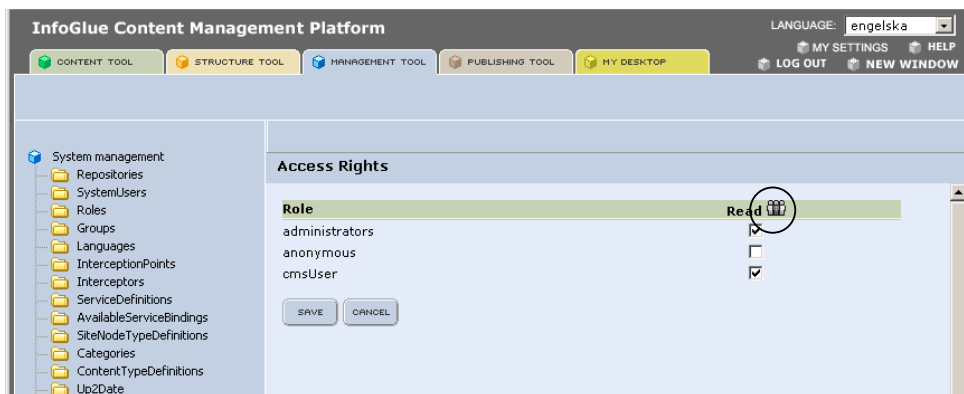 InfoGlue Content Management Platform
LANGUAGE: engelska
MY SETTINGS HELP
LOG OUT NEW WINDOW
CONTENT TOOL STRUCTURE TOOL MANAGEMENT TOOL PUBLISHING TOOL MY DESKTOP
System management
Repositories
SystemUsers
Roles
Groups
Languages
InterceptionPoints
Interceptors
ServiceDefinitions
AvailableServiceBindings
SiteNodeTypeDefinitions
Categories
ContentTypeDefinitions
Up2Date
Access Rights
Role Read
administrators
anonymous
cmsUser
SAVE CANCEL